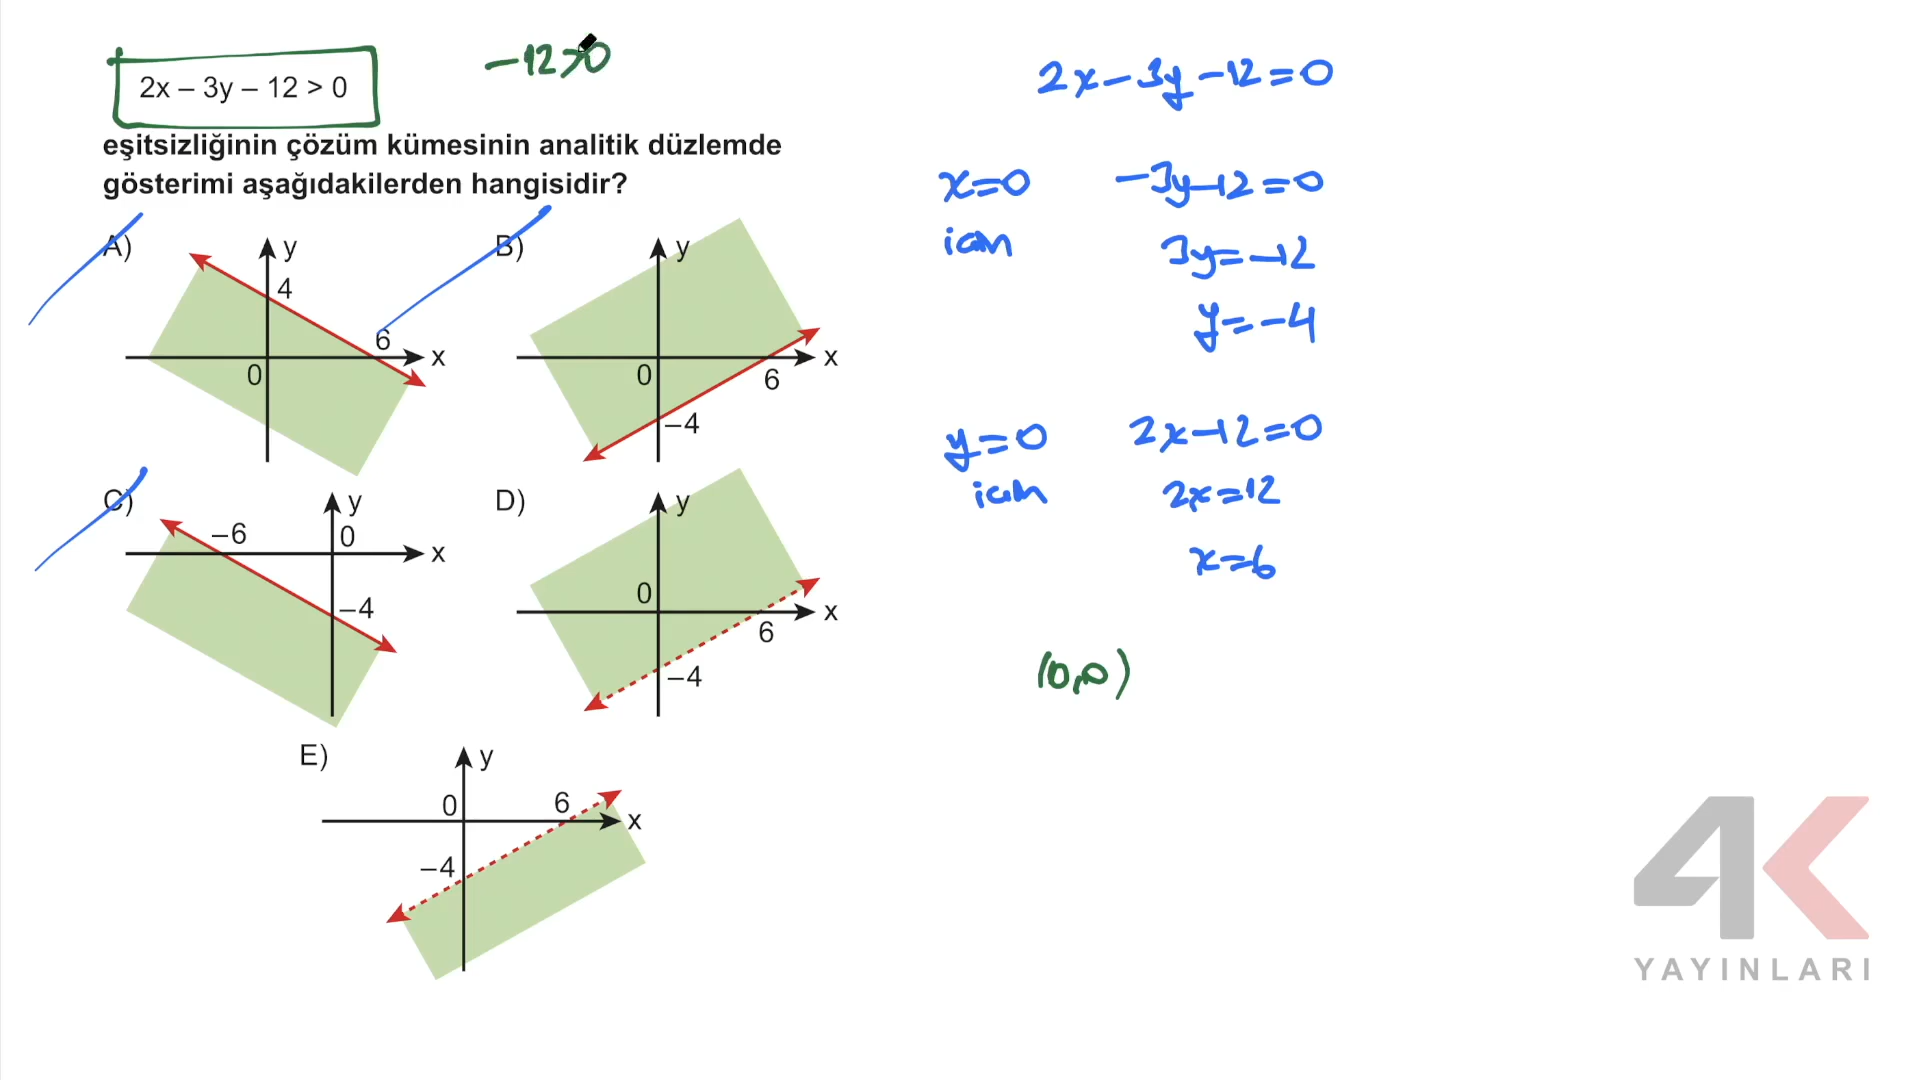 2x – 3y – 12 > 0
-12>0
eşitsizliğinin çözüm kümesinin analitik düzlemde
gösterimi aşağıdakilerden hangisidir?
A)
y
4
6
x
0
B)
y
x
0
6
–4
C)
y
–6
0
x
–4
D)
y
0
x
6
–4
E)
y
0
6
x
–4
2x-3y-12=0
x=0
-3y-12=0
için
3y=-12
y=-4
y=0
2x-12=0
için
2x=12
x=6
(0,0)
4K
YAYINLARI